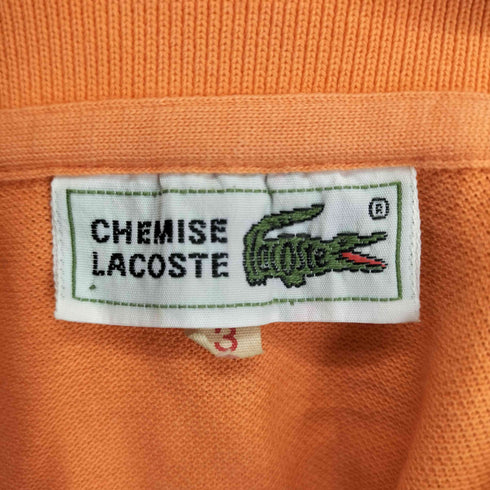 CHEMISE
LACOSTE
Lacoste
®
3